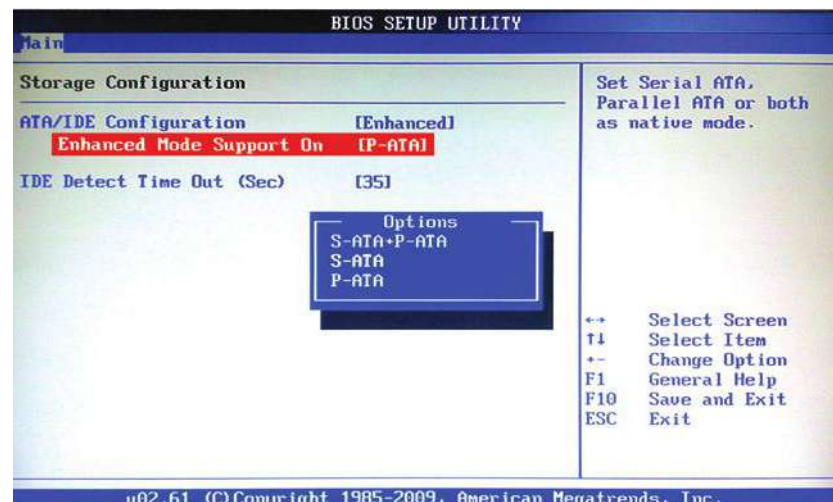 BIOS SETUP UTILITY
Main
Storage Configuration
ATA/IDE Configuration [Enhanced]
Enhanced Mode Support On [P-ATA]
IDE Detect Time Out (Sec) [35]
Options
S-ATA+P-ATA
S-ATA
P-ATA
Set Serial ATA,
Parallel ATA or both
as native mode.
←→ Select Screen
↑↓ Select Item
+- Change Option
F1 General Help
F10 Save and Exit
ESC Exit
v02.61 (C)Copyright 1985-2009, American Megatrends, Inc.